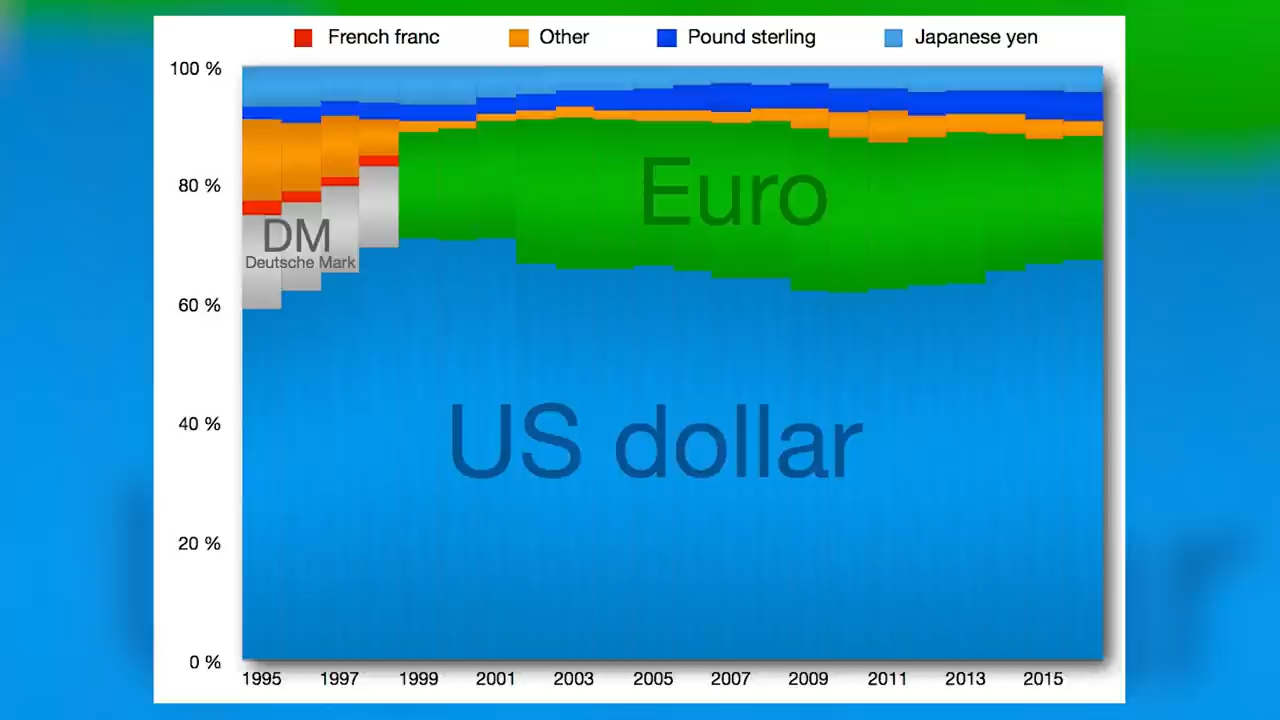 French franc Other Pound sterling Japanese yen
100 %
80 %
Euro
DM
Deutsche Mark
60 %
40 %
US dollar
20 %
0 %
1995 1997 1999 2001 2003 2005 2007 2009 2011 2013 2015